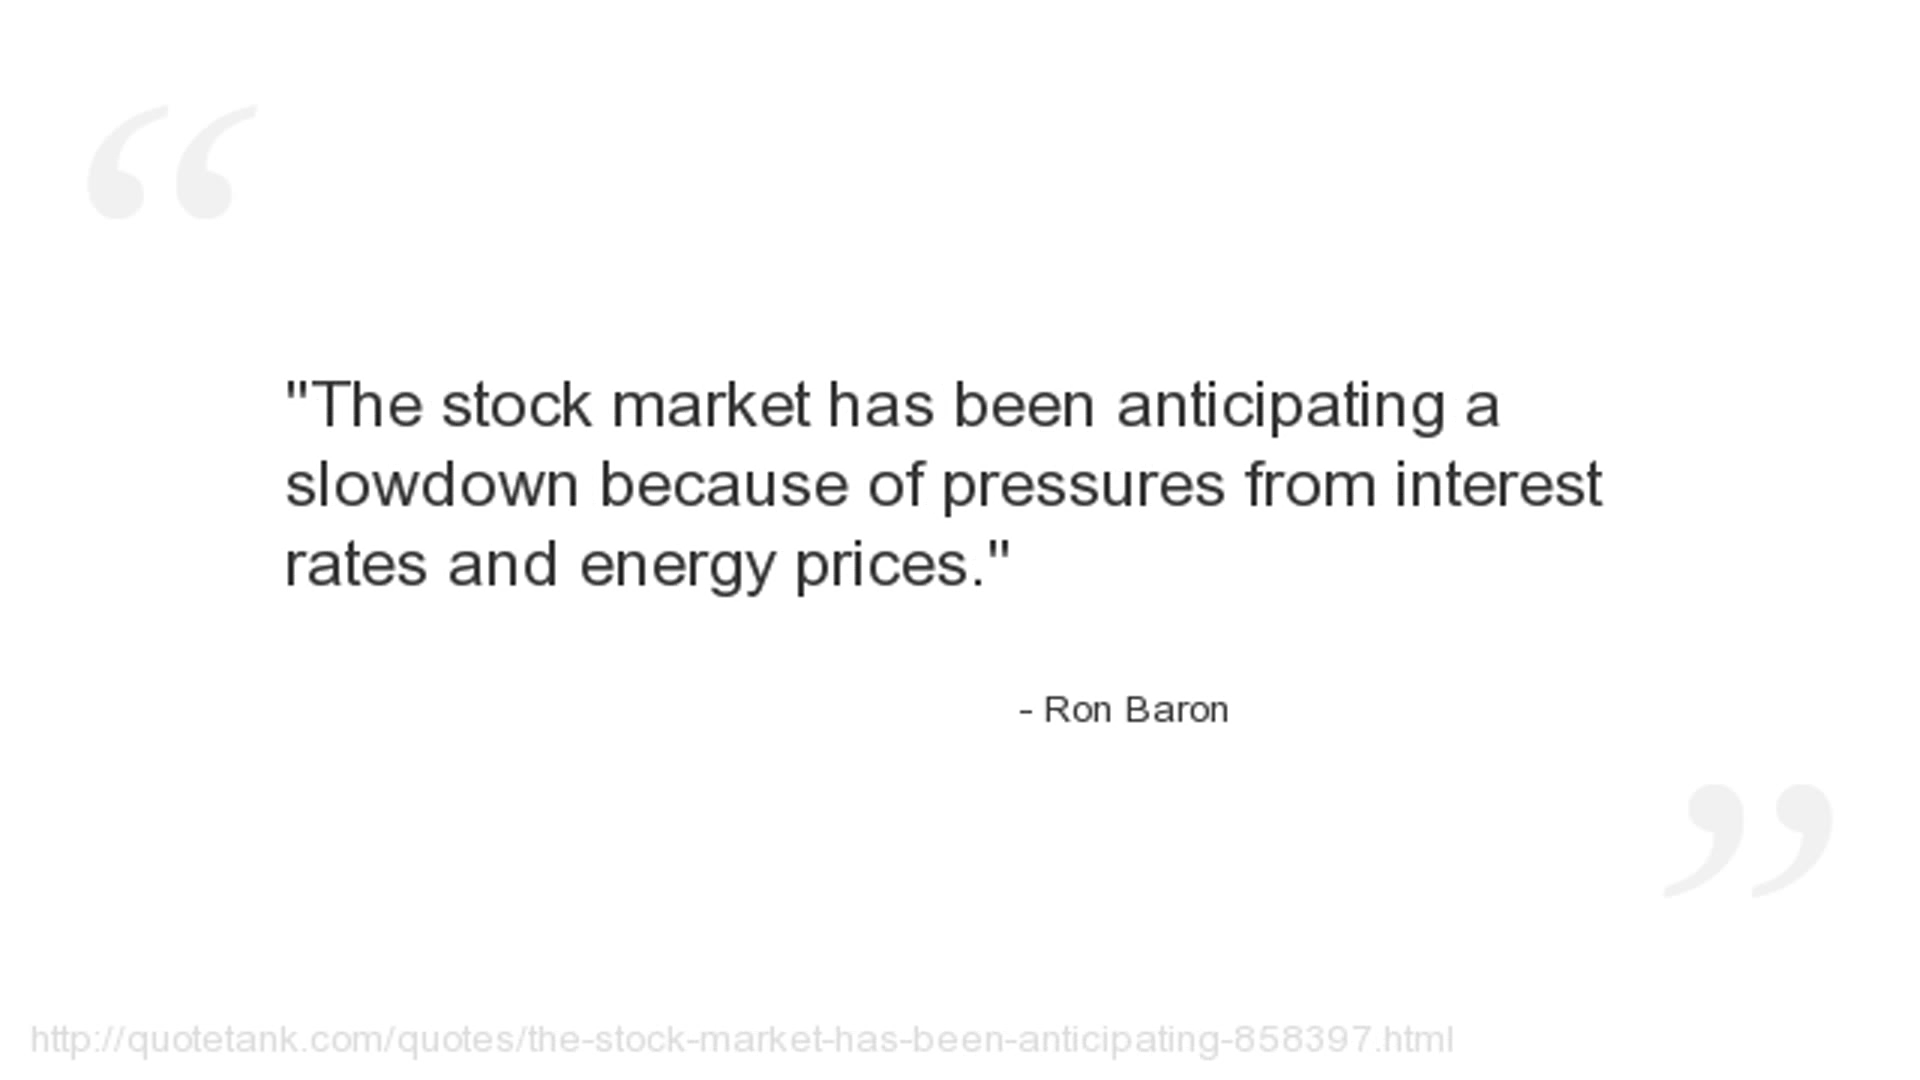 "The stock market has been anticipating a
slowdown because of pressures from interest
rates and energy prices."
- Ron Baron
http://quotetank.com/quotes/the-stock-market-has-been-anticipating-858397.html